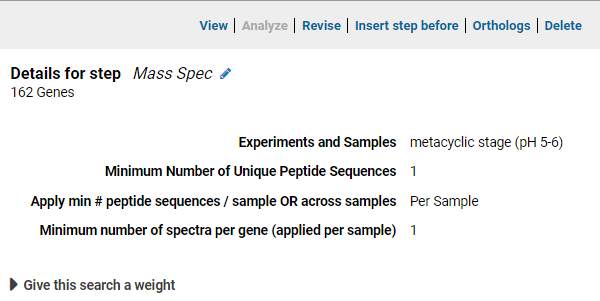 View | Analyze | Revise | Insert step before | Orthologs | Delete
Details for step Mass Spec
162 Genes
Experiments and Samples metacyclic stage (pH 5-6)
Minimum Number of Unique Peptide Sequences 1
Apply min # peptide sequences / sample OR across samples Per Sample
Minimum number of spectra per gene (applied per sample) 1
Give this search a weight